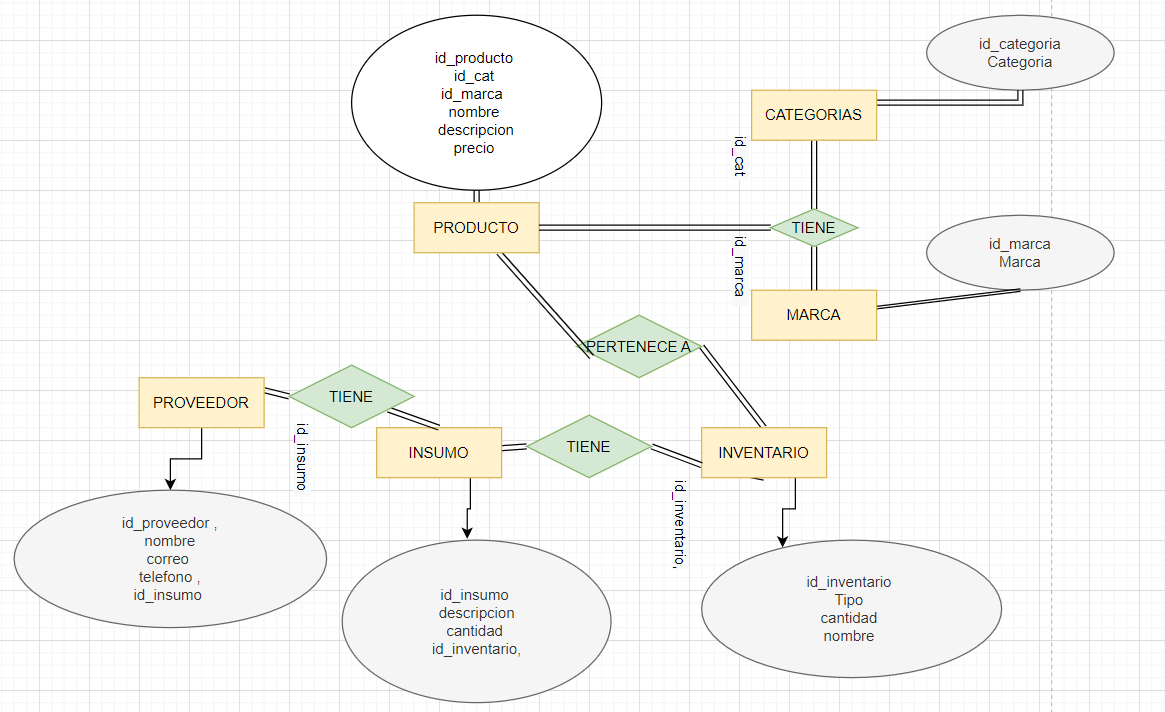 id_producto
id_cat
id_marca
nombre
descripcion
precio
id_categoria
Categoria
CATEGORIAS
id_cat
PRODUCTO
TIENE
id_marca
id_marca
Marca
MARCA
PERTENECE A
PROVEEDOR
TIENE
id_insumo
INSUMO
TIENE
INVENTARIO
id_inventario,
id_proveedor ,
nombre
correo
telefono ,
id_insumo
id_insumo
descripcion
cantidad
id_inventario,
id_inventario
Tipo
cantidad
nombre